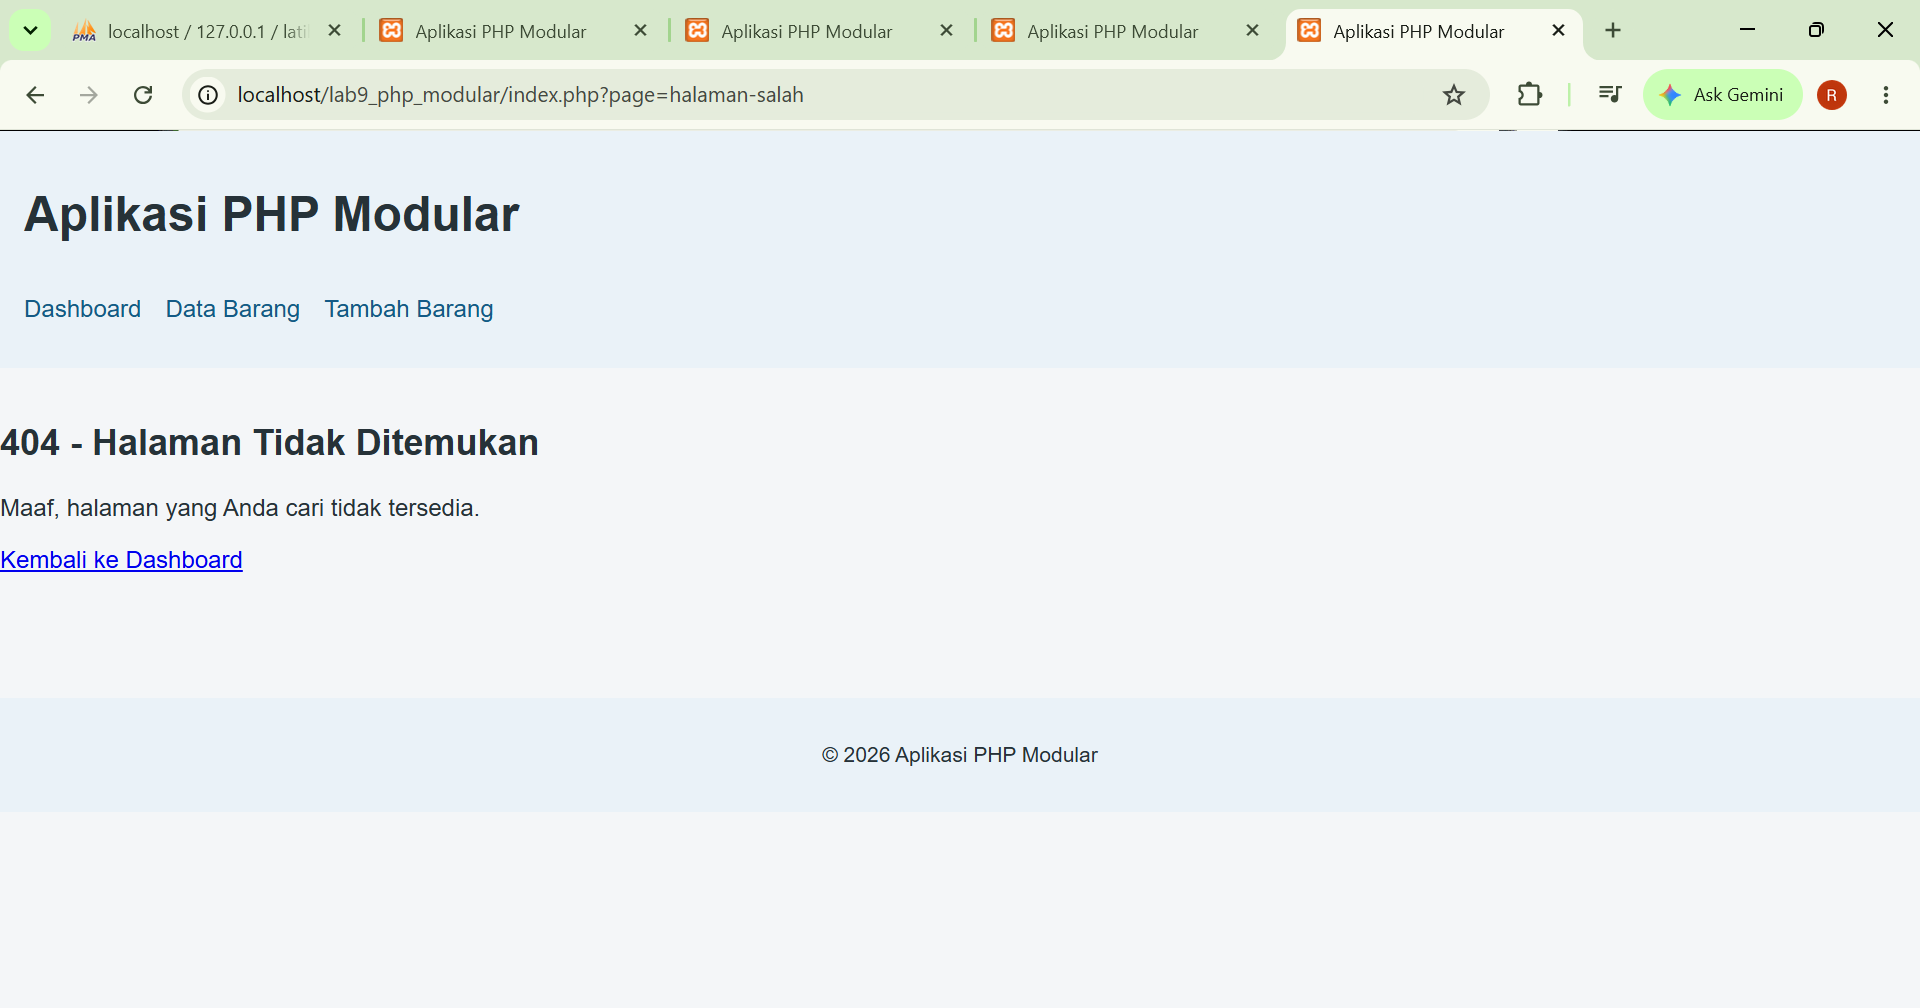 localhost / 127.0.0.1 / lati
Aplikasi PHP Modular
Aplikasi PHP Modular
Aplikasi PHP Modular
Aplikasi PHP Modular
localhost/lab9_php_modular/index.php?page=halaman-salah
Ask Gemini
R
Aplikasi PHP Modular
Dashboard Data Barang Tambah Barang
404 - Halaman Tidak Ditemukan
Maaf, halaman yang Anda cari tidak tersedia.
Kembali ke Dashboard
© 2026 Aplikasi PHP Modular